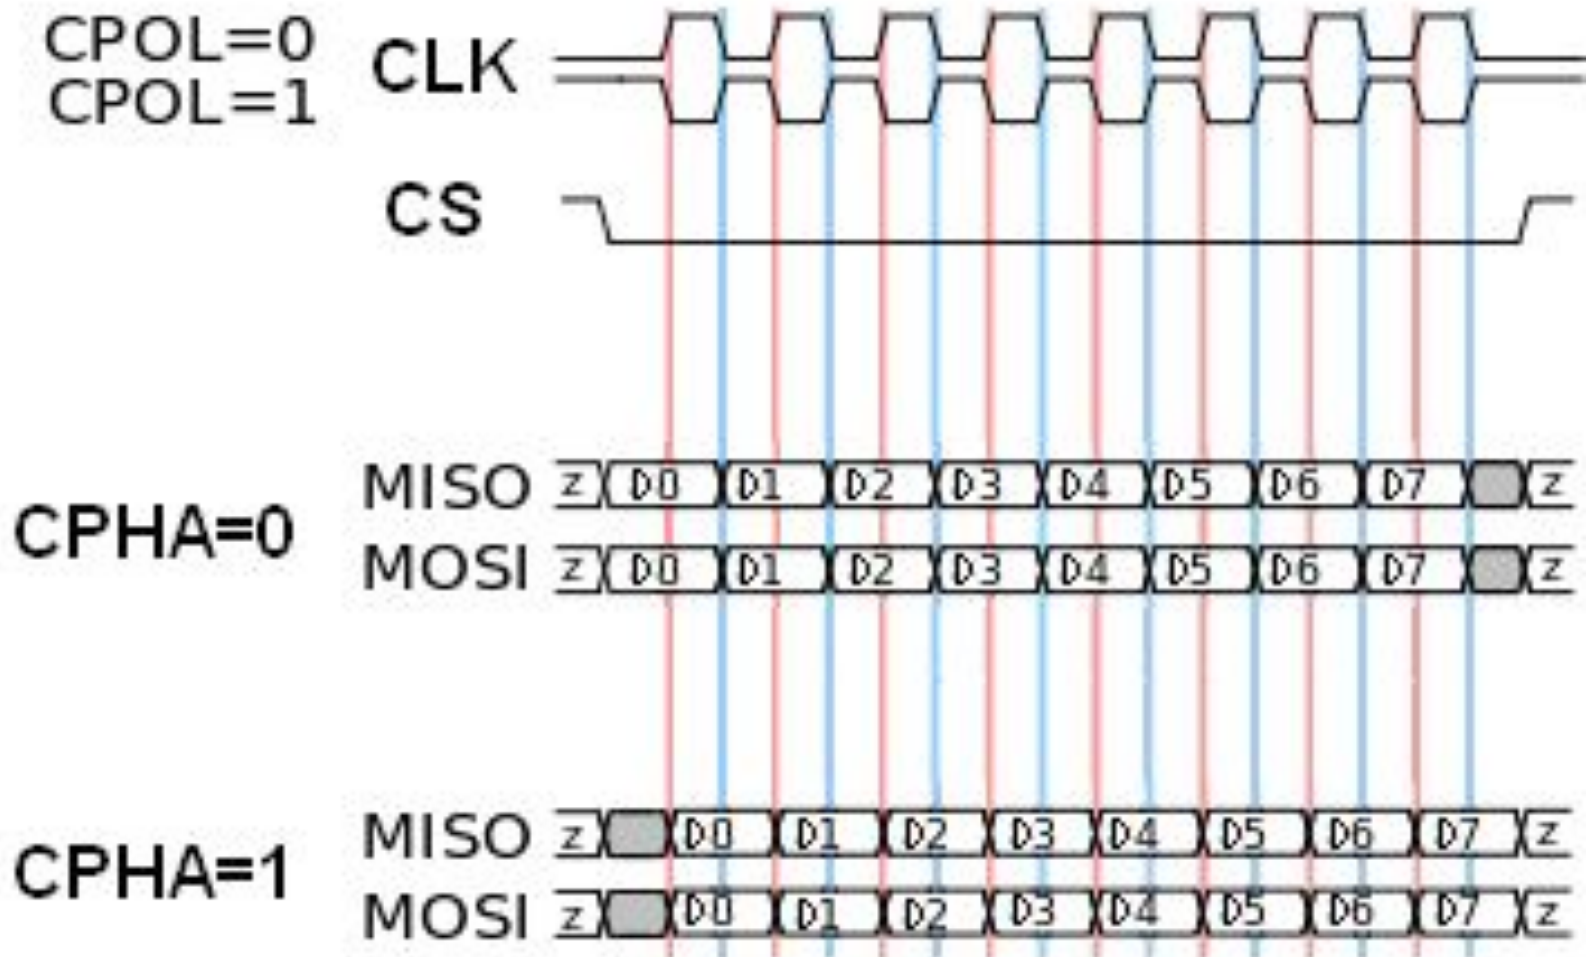 CPOL=0
CPOL=1
CLK
CS
CPHA=0
MISO z D0 D1 D2 D3 D4 D5 D6 D7 z
MOSI z D0 D1 D2 D3 D4 D5 D6 D7 z
CPHA=1
MISO z D0 D1 D2 D3 D4 D5 D6 D7 z
MOSI z D0 D1 D2 D3 D4 D5 D6 D7 z